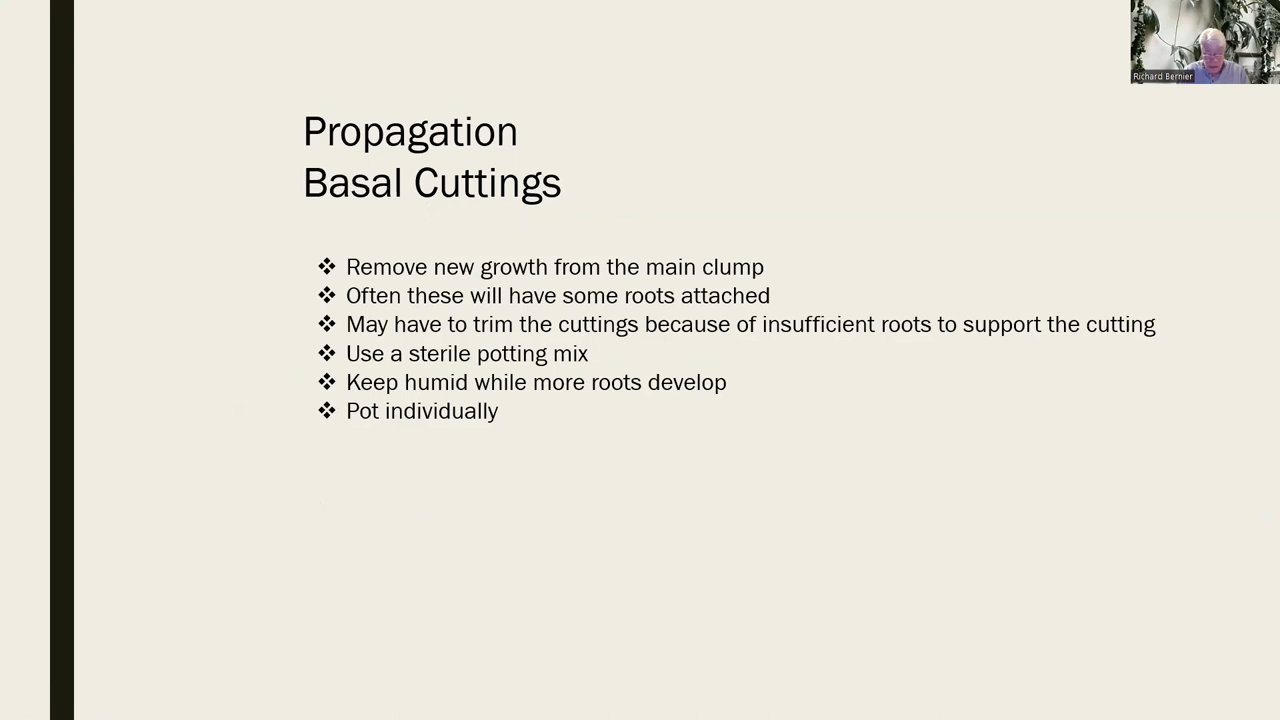 Richard Bernier
Propagation
Basal Cuttings
❖ Remove new growth from the main clump
❖ Often these will have some roots attached
❖ May have to trim the cuttings because of insufficient roots to support the cutting
❖ Use a sterile potting mix
❖ Keep humid while more roots develop
❖ Pot individually